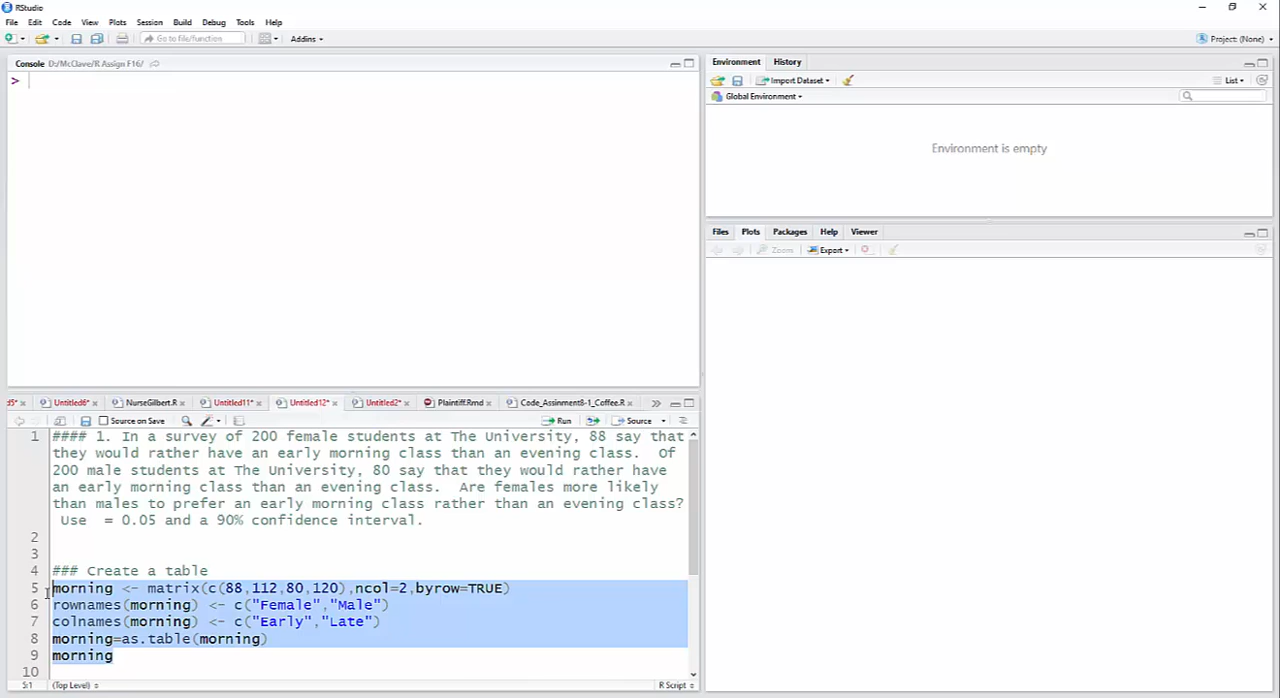 RStudio
File Edit Code View Plots Session Build Debug Tools Help
Go to file/function Addins Project: (None)
Console D:/McClave/R Assign F16/
>
Environment History
Import Dataset List
Global Environment
Environment is empty
Files Plots Packages Help Viewer
Zoom Export
Untitled6* NurseGilbert.R Untitled11* Untitled12* Untitled2* Plaintiff.Rmd Code_Assinment8-1_Coffee.R
Source on Save Run Source
1 #### 1. In a survey of 200 female students at The University, 88 say that
they would rather have an early morning class than an evening class. Of
200 male students at The University, 80 say that they would rather have
an early morning class than an evening class. Are females more likely
than males to prefer an early morning class rather than an evening class?
Use = 0.05 and a 90% confidence interval.
2
3
4 ### Create a table
5 morning <- matrix(c(88,112,80,120),ncol=2,byrow=TRUE)
6 rownames(morning) <- c("Female","Male")
7 colnames(morning) <- c("Early","Late")
8 morning=as.table(morning)
9 morning
10
5:1 (Top Level) R Script